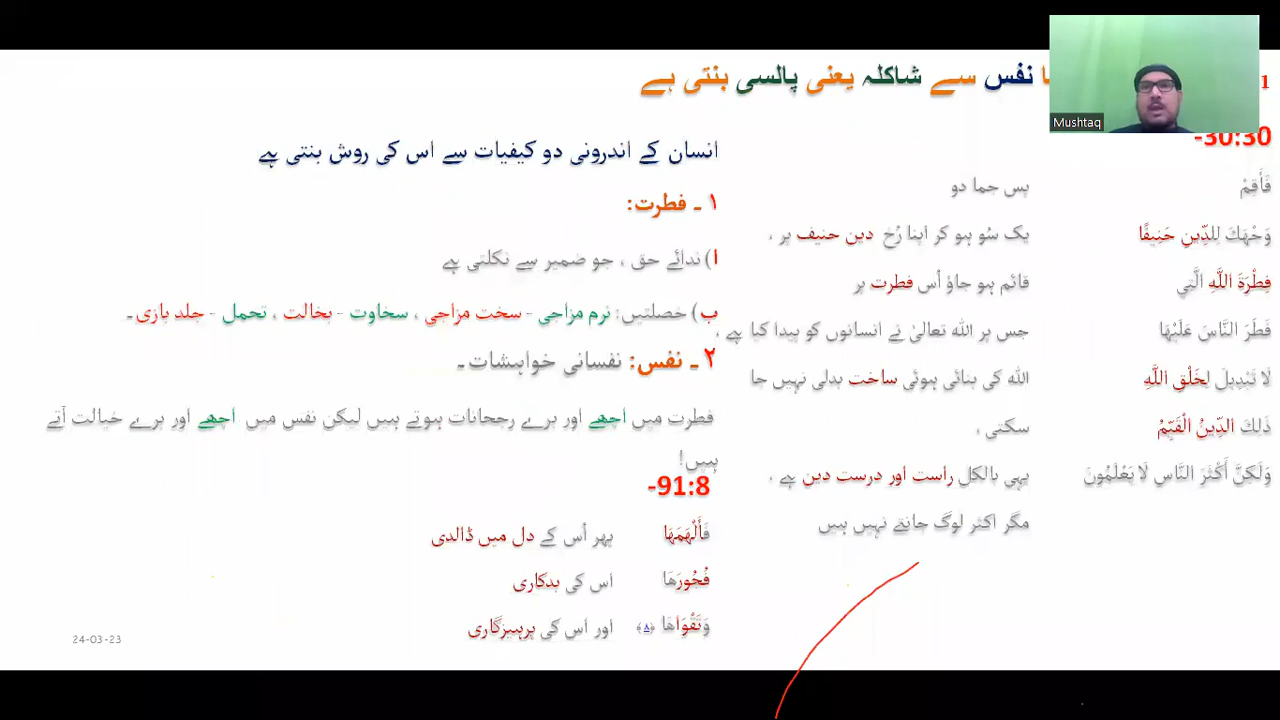 نفس سے شاکلہ یعنی پالسی بنتی ہے
1
Mushtaq
-30:30
فَأَقِمْ پس جما دو
وَجْهَكَ لِلدِّينِ حَنِيفًا یک سُو ہو کر اپنا رُخ دین حنیف پر ،
فِطْرَةَ اللَّهِ الَّتِي قائم ہو جاؤ اُس فطرت پر
فَطَرَ النَّاسَ عَلَيْهَا جس پر اللہ تعالیٰ نے انسانوں کو پیدا کیا ہے ،
لَا تَبْدِيلَ لِخَلْقِ اللَّهِ اللہ کی بنائی ہوئی ساخت بدلی نہیں جا
ذَلِكَ الدِّينُ الْقَيِّمُ سکتی ،
وَلَكِنَّ أَكْثَرَ النَّاسِ لَا يَعْلَمُونَ یہی بالکل راست اور درست دین ہے ،
مگر اکثر لوگ جانتے نہیں ہیں
انسان کے اندرونی دو کیفیات سے اس کی روش بنتی ہے
۱ ۔ فطرت:
ا) ندائے حق ، جو ضمیر سے نکلتی ہے
ب) خصلتیں: نرم مزاجی - سخت مزاجی ، سخاوت - بخالت ، تحمل - جلد بازی ۔
۲ ۔ نفس: نفسانی خواہشات ۔
فطرت میں اچھے اور برے رجحانات ہوتے ہیں لیکن نفس میں اچھے اور برے خیالت آتے
ہیں!
-91:8
فَأَلْهَمَهَا پھر اُس کے دل میں ڈالدی
فُجُورَهَا اس کی بدکاری
وَتَقْوَاهَا ﴿۸﴾ اور اس کی پرہیزگاری
24-03-23